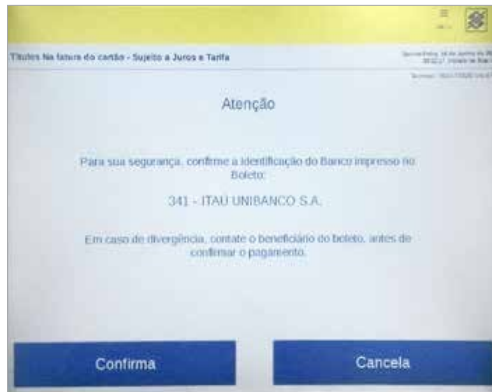 Títulos Na fatura do cartão - Sujeito a Juros e Tarifa
Atenção
Para sua segurança, confirme a identificação do Banco impresso no
Boleto:
341 - ITAÚ UNIBANCO S.A.
Em caso de divergência, contate o beneficiário do boleto, antes de
confirmar o pagamento.
Confirma
Cancela